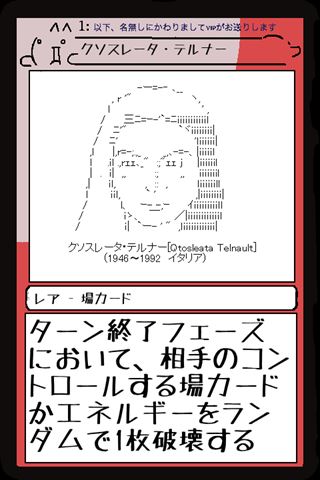 1: 以下、名無しにかわりましてVIPがお送りします
クソスレータ・テルナー
クソスレータ・テルナー[Qtosleata Telnault]
(1946~1992 イタリア)
レア - 場カード
ターン終了フェーズ
において、相手のコン
トロールする場カード
かエネルギーをラン
ダムで1枚破壊する